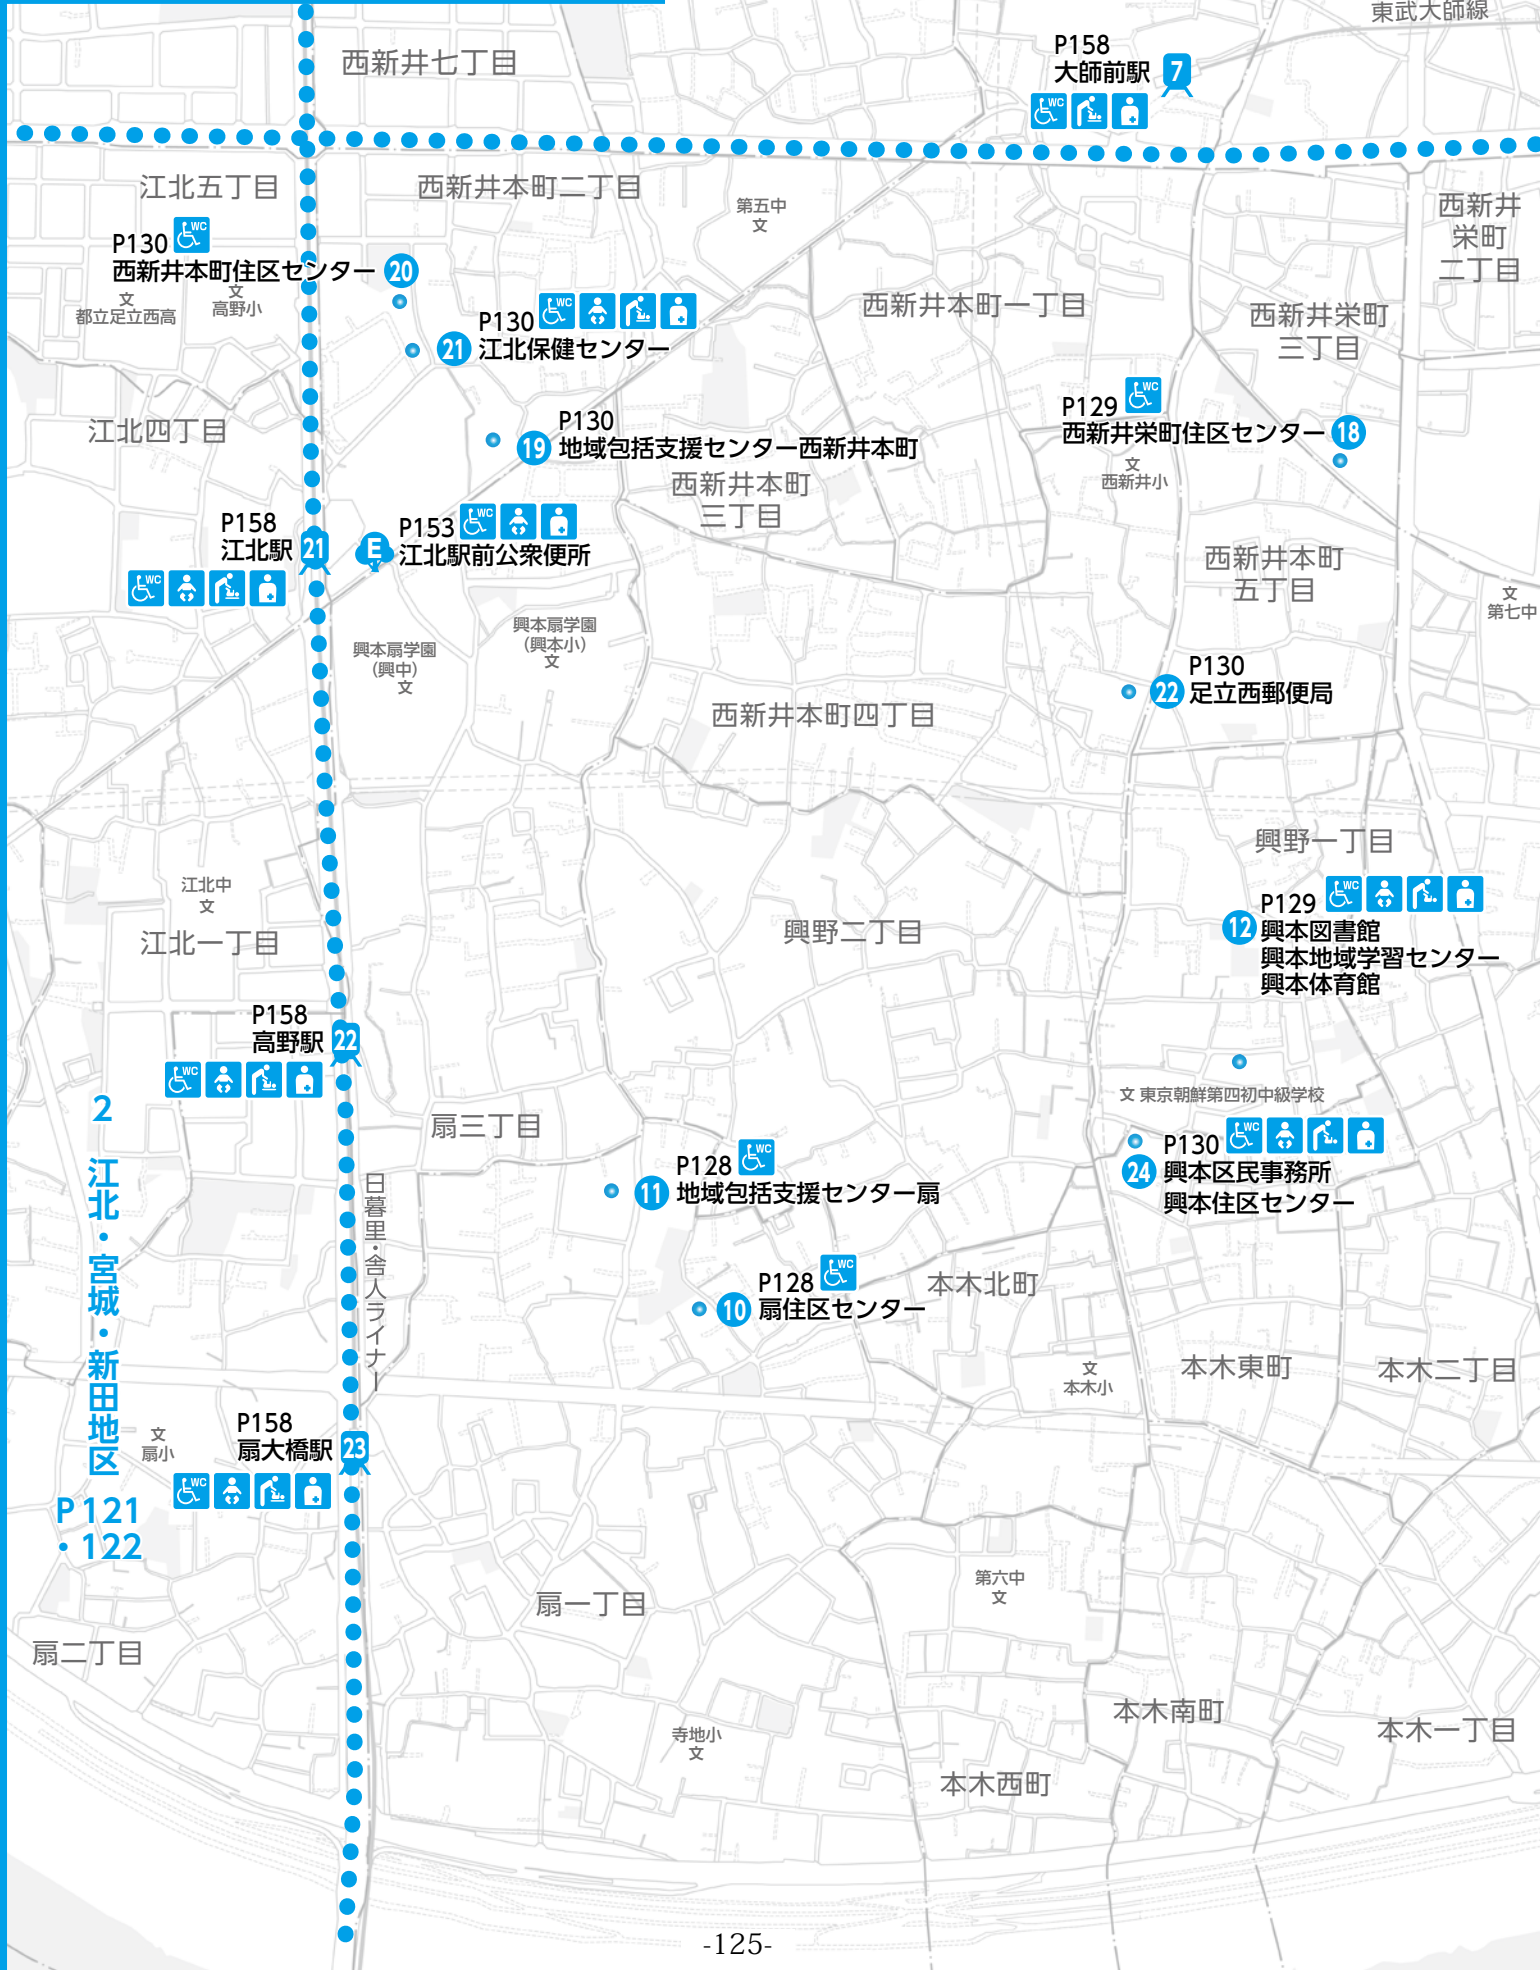 東武大師線
西新井七丁目
P158
大師前駅
7
WC
江北五丁目
西新井本町二丁目
第五中
文
西新井
栄町
二丁目
P130
WC
西新井本町住区センター
20
文
都立足立西高
文
高野小
P130
WC
21
江北保健センター
西新井本町一丁目
西新井栄町
三丁目
江北四丁目
P130
19
地域包括支援センター西新井本町
P129
WC
西新井栄町住区センター
18
文
西新井小
西新井本町
三丁目
P158
江北駅
21
WC
E
P153
WC
江北駅前公衆便所
西新井本町
五丁目
文
第七中
興本扇学園
(興本小)
文
興本扇学園
(興中)
文
P130
22
足立西郵便局
西新井本町四丁目
興野一丁目
江北中
文
江北一丁目
興野二丁目
P129
WC
12
興本図書館
興本地域学習センター
興本体育館
P158
高野駅
22
WC
文 東京朝鮮第四初中級学校
扇三丁目
P130
WC
24
興本区民事務所
興本住区センター
P128
WC
11
地域包括支援センター扇
日暮里・舎人ライナー
2 江北・宮城・新田地区
P121
・122
P128
WC
10
扇住区センター
本木北町
文
本木小
本木東町
本木二丁目
文
扇小
P158
扇大橋駅
23
WC
第六中
文
扇一丁目
扇二丁目
寺地小
文
本木南町
本木一丁目
本木西町
-125-